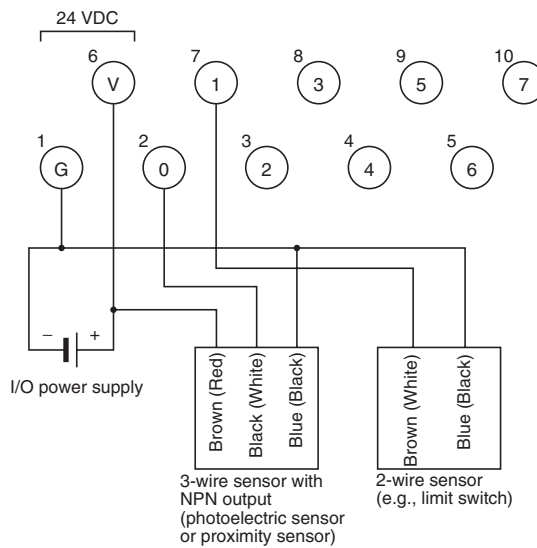 24 VDC
6 7 8 9 10
V 1 3 5 7
1 2 3 4 5
G 0 2 4 6
− +
I/O power supply
Brown (Red)
Black (White)
Blue (Black)
Brown (White)
Blue (Black)
3-wire sensor with
NPN output
(photoelectric sensor
or proximity sensor)
2-wire sensor
(e.g., limit switch)